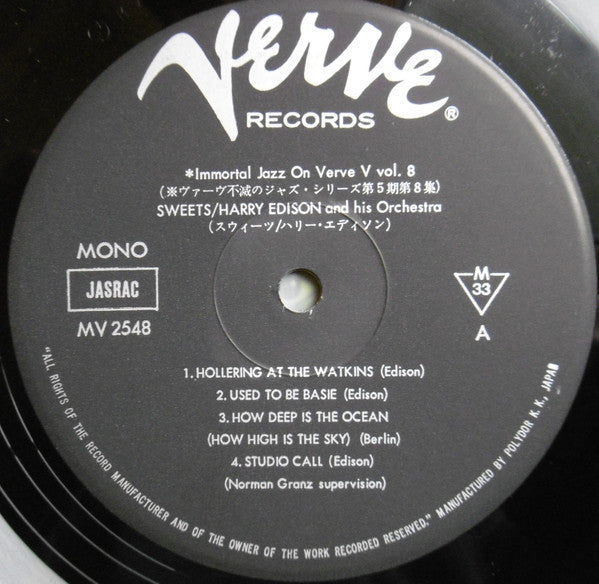 Verve
RECORDS ®
*Immortal Jazz On Verve V vol. 8
(※ヴァーヴ不滅のジャズ・シリーズ第5期第8集)
SWEETS/HARRY EDISON and his Orchestra
(スウィーツ/ハリー・エディソン)
MONO
JASRAC
MV 2548
M
33
A
1. HOLLERING AT THE WATKINS (Edison)
2. USED TO BE BASIE (Edison)
3. HOW DEEP IS THE OCEAN
(HOW HIGH IS THE SKY) (Berlin)
4. STUDIO CALL (Edison)
(Norman Granz supervision)
"ALL RIGHTS OF THE RECORD MANUFACTURER AND OF THE OWNER OF THE WORK RECORDED RESERVED." MANUFACTURED BY POLYDOR K. K., JAPAN